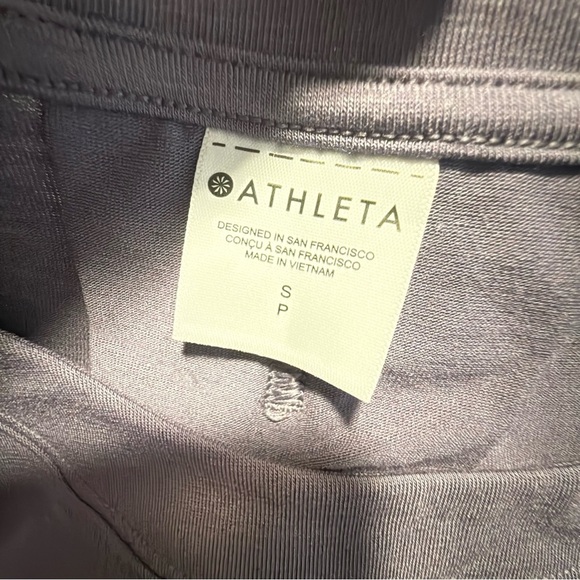 ATHLETA
DESIGNED IN SAN FRANCISCO
CONÇU À SAN FRANCISCO
MADE IN VIETNAM
S
P